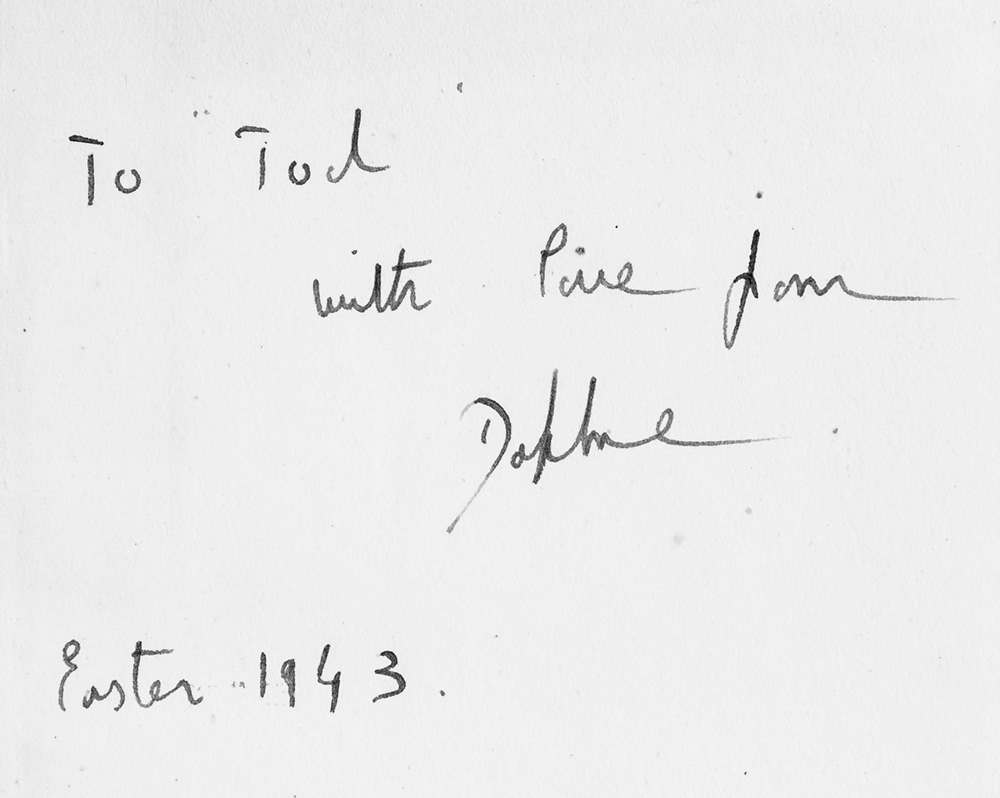 To Tod
with love from
Daphne
Easter 1943.